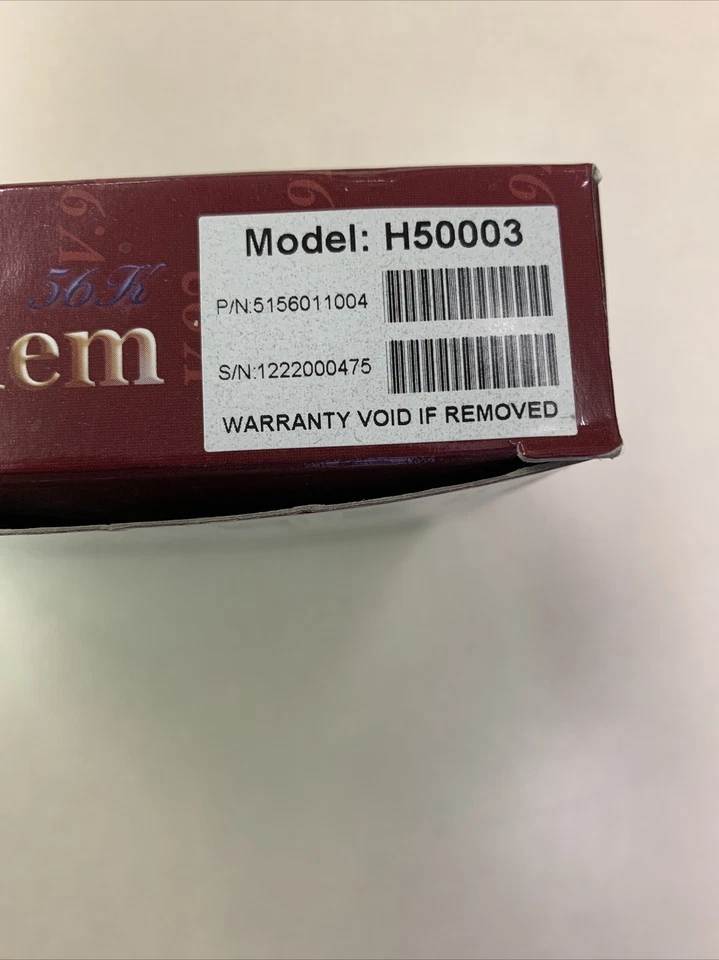 56K
em
Model: H50003
P/N:5156011004
S/N:1222000475
WARRANTY VOID IF REMOVED